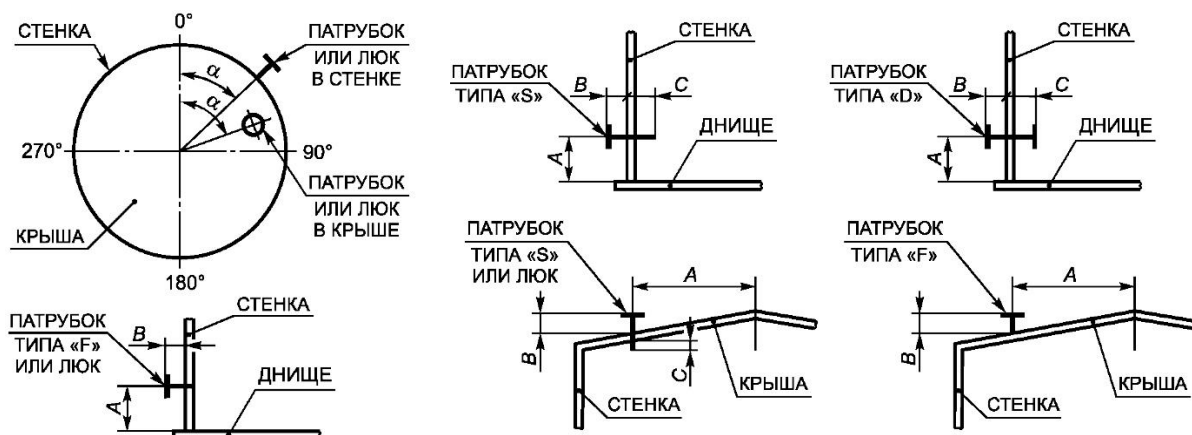 0°
СТЕНКА
ПАТРУБОК
ИЛИ ЛЮК
В СТЕНКЕ
α
α
270°
90°
ПАТРУБОК
ИЛИ ЛЮК
В КРЫШЕ
КРЫША
180°
СТЕНКА
ПАТРУБОК
ТИПА «S»
B
C
ДНИЩЕ
A
СТЕНКА
ПАТРУБОК
ТИПА «D»
B
C
ДНИЩЕ
A
СТЕНКА
ПАТРУБОК
ТИПА «F»
ИЛИ ЛЮК
B
ДНИЩЕ
A
ПАТРУБОК
ТИПА «S»
ИЛИ ЛЮК
A
B
C
КРЫША
СТЕНКА
ПАТРУБОК
ТИПА «F»
A
B
КРЫША
СТЕНКА